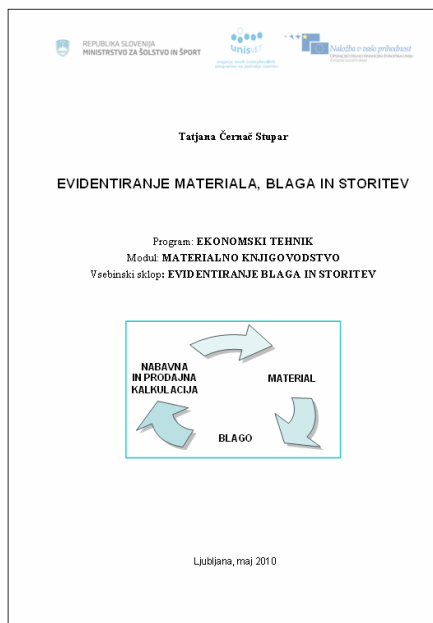 REPUBLIKA SLOVENIJA
MINISTRSTVO ZA ŠOLSTVO IN ŠPORT
unisvet
Naložba v vašo prihodnost
Tatjana Černač Stupar
EVIDENTIRANJE MATERIALA, BLAGA IN STORITEV
Program: EKONOMSKI TEHNIK
Modul: MATERIALNO KNJIGOVODSTVO
Vsebinski sklop: EVIDENTIRANJE BLAGA IN STORITEV
NABAVNA
IN PRODAJNA
KALKULACIJA
MATERIAL
BLAGO
Ljubljana, maj 2010